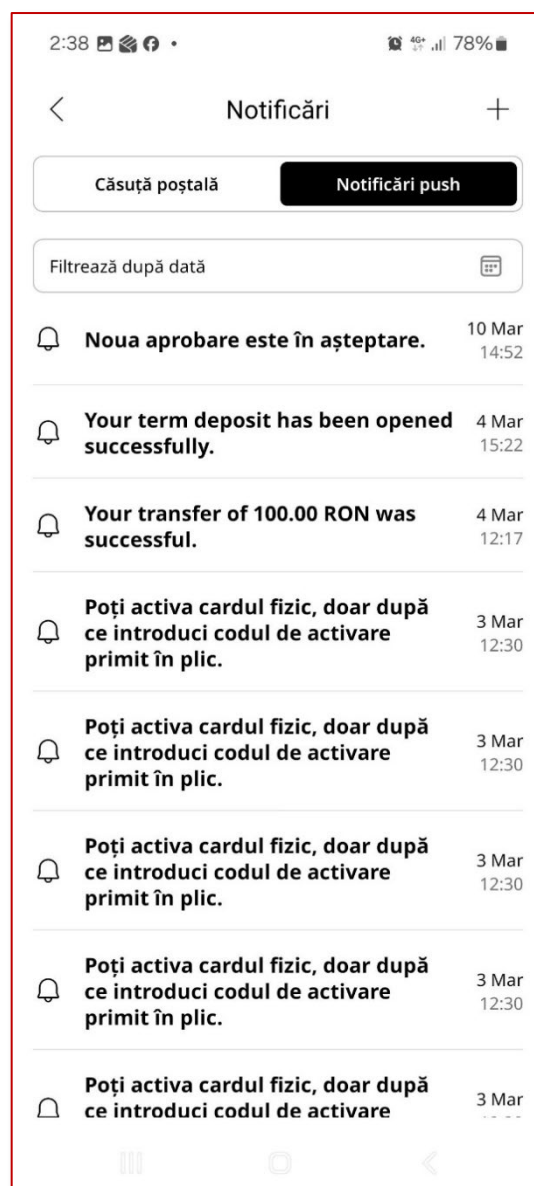 2:38 78%
Notificări
Căsuță poștală Notificări push
Filtrează după dată
Noua aprobare este în așteptare. 10 Mar
14:52
Your term deposit has been opened 4 Mar
successfully. 15:22
Your transfer of 100.00 RON was 4 Mar
successful. 12:17
Poți activa cardul fizic, doar după
ce introduci codul de activare 3 Mar
primit în plic. 12:30
Poți activa cardul fizic, doar după
ce introduci codul de activare 3 Mar
primit în plic. 12:30
Poți activa cardul fizic, doar după
ce introduci codul de activare 3 Mar
primit în plic. 12:30
Poți activa cardul fizic, doar după
ce introduci codul de activare 3 Mar
primit în plic. 12:30
Poți activa cardul fizic, doar după
ce introduci codul de activare 3 Mar